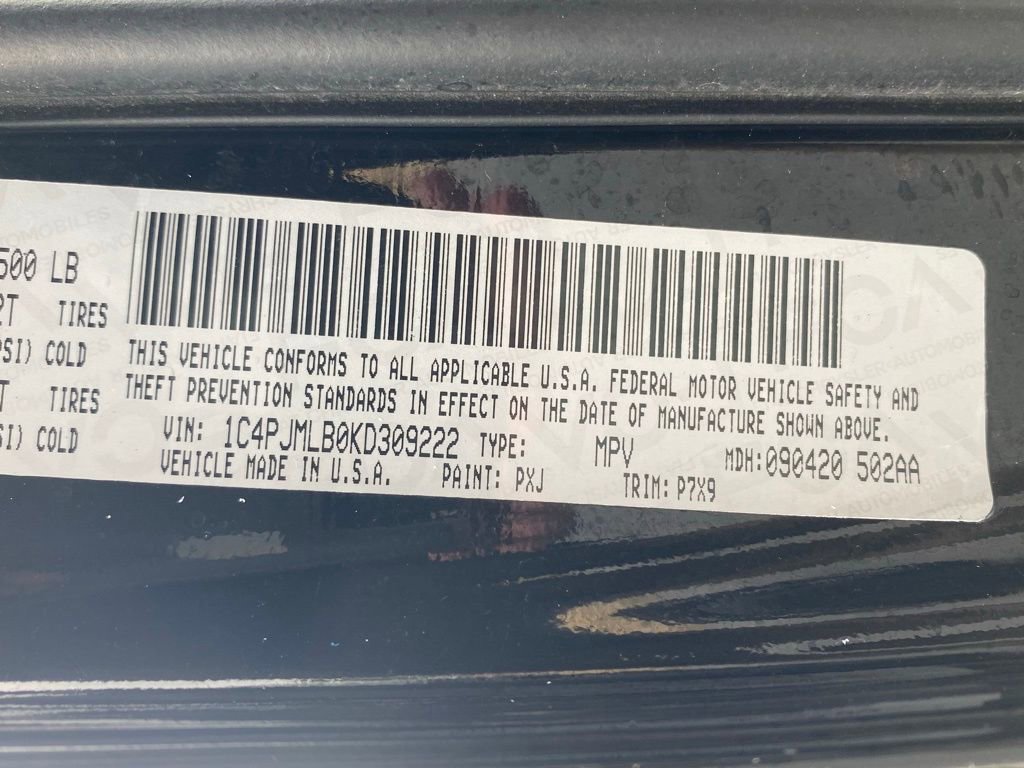 500 LB
TIRES
PSI) COLD
TIRES
SI) COLD
THIS VEHICLE CONFORMS TO ALL APPLICABLE U.S.A. FEDERAL MOTOR VEHICLE SAFETY AND
THEFT PREVENTION STANDARDS IN EFFECT ON THE DATE OF MANUFACTURE SHOWN ABOVE.
VIN: 1C4PJMLB0KD309222 TYPE: MPV MDH:090420 502AA
VEHICLE MADE IN U.S.A. PAINT: PXJ TRIM: P7X9